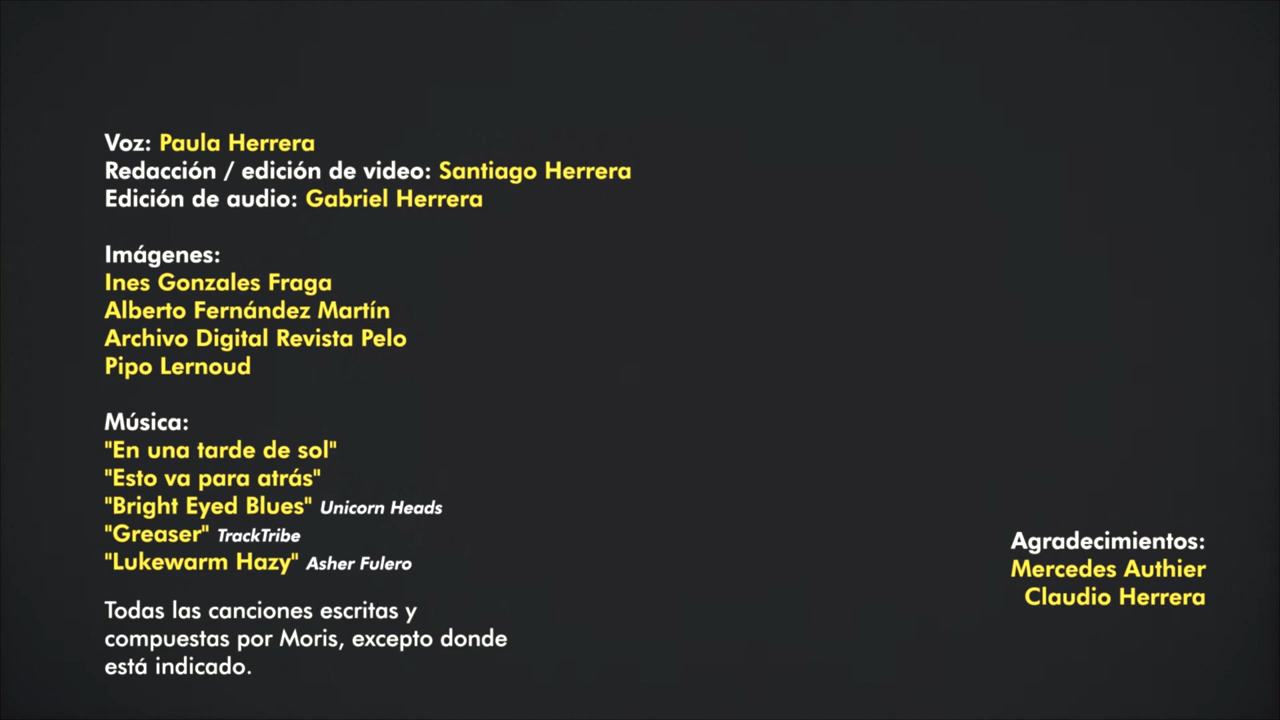 Voz: Paula Herrera
Redacción / edición de video: Santiago Herrera
Edición de audio: Gabriel Herrera
Imágenes:
Ines Gonzales Fraga
Alberto Fernández Martín
Archivo Digital Revista Pelo
Pipo Lernoud
Música:
"En una tarde de sol"
"Esto va para atrás"
"Bright Eyed Blues" Unicorn Heads
"Greaser" TrackTribe
"Lukewarm Hazy" Asher Fulero
Todas las canciones escritas y
compuestas por Moris, excepto donde
está indicado.
Agradecimientos:
Mercedes Authier
Claudio Herrera